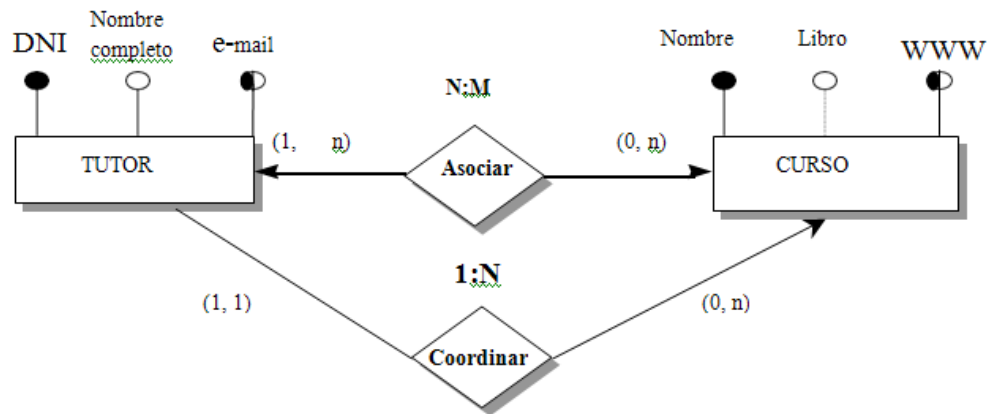 DNI
Nombre
completo
e-mail
Nombre
Libro
WWW
N:M
TUTOR
(1, n)
Asociar
(0, n)
CURSO
1:N
(1, 1)
(0, n)
Coordinar